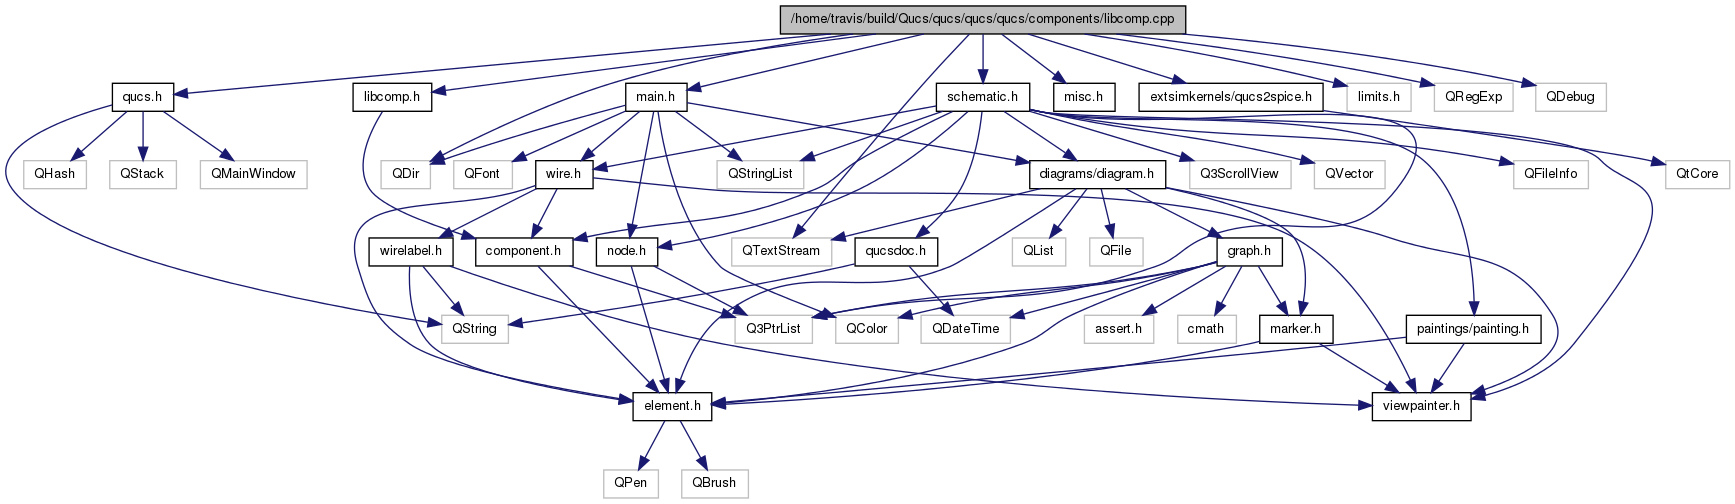 /home/travis/build/Qucs/qucs/qucs/qucs/components/libcomp.cpp
qucs.h
libcomp.h
main.h
schematic.h
misc.h
extsimkernels/qucs2spice.h
limits.h
QRegExp
QDebug
QHash
QStack
QMainWindow
QDir
QFont
wire.h
QStringList
diagrams/diagram.h
Q3ScrollView
QVector
QFileInfo
QtCore
wirelabel.h
component.h
node.h
QTextStream
qucsdoc.h
QList
QFile
graph.h
QString
Q3PtrList
QColor
QDateTime
assert.h
cmath
marker.h
paintings/painting.h
element.h
viewpainter.h
QPen
QBrush